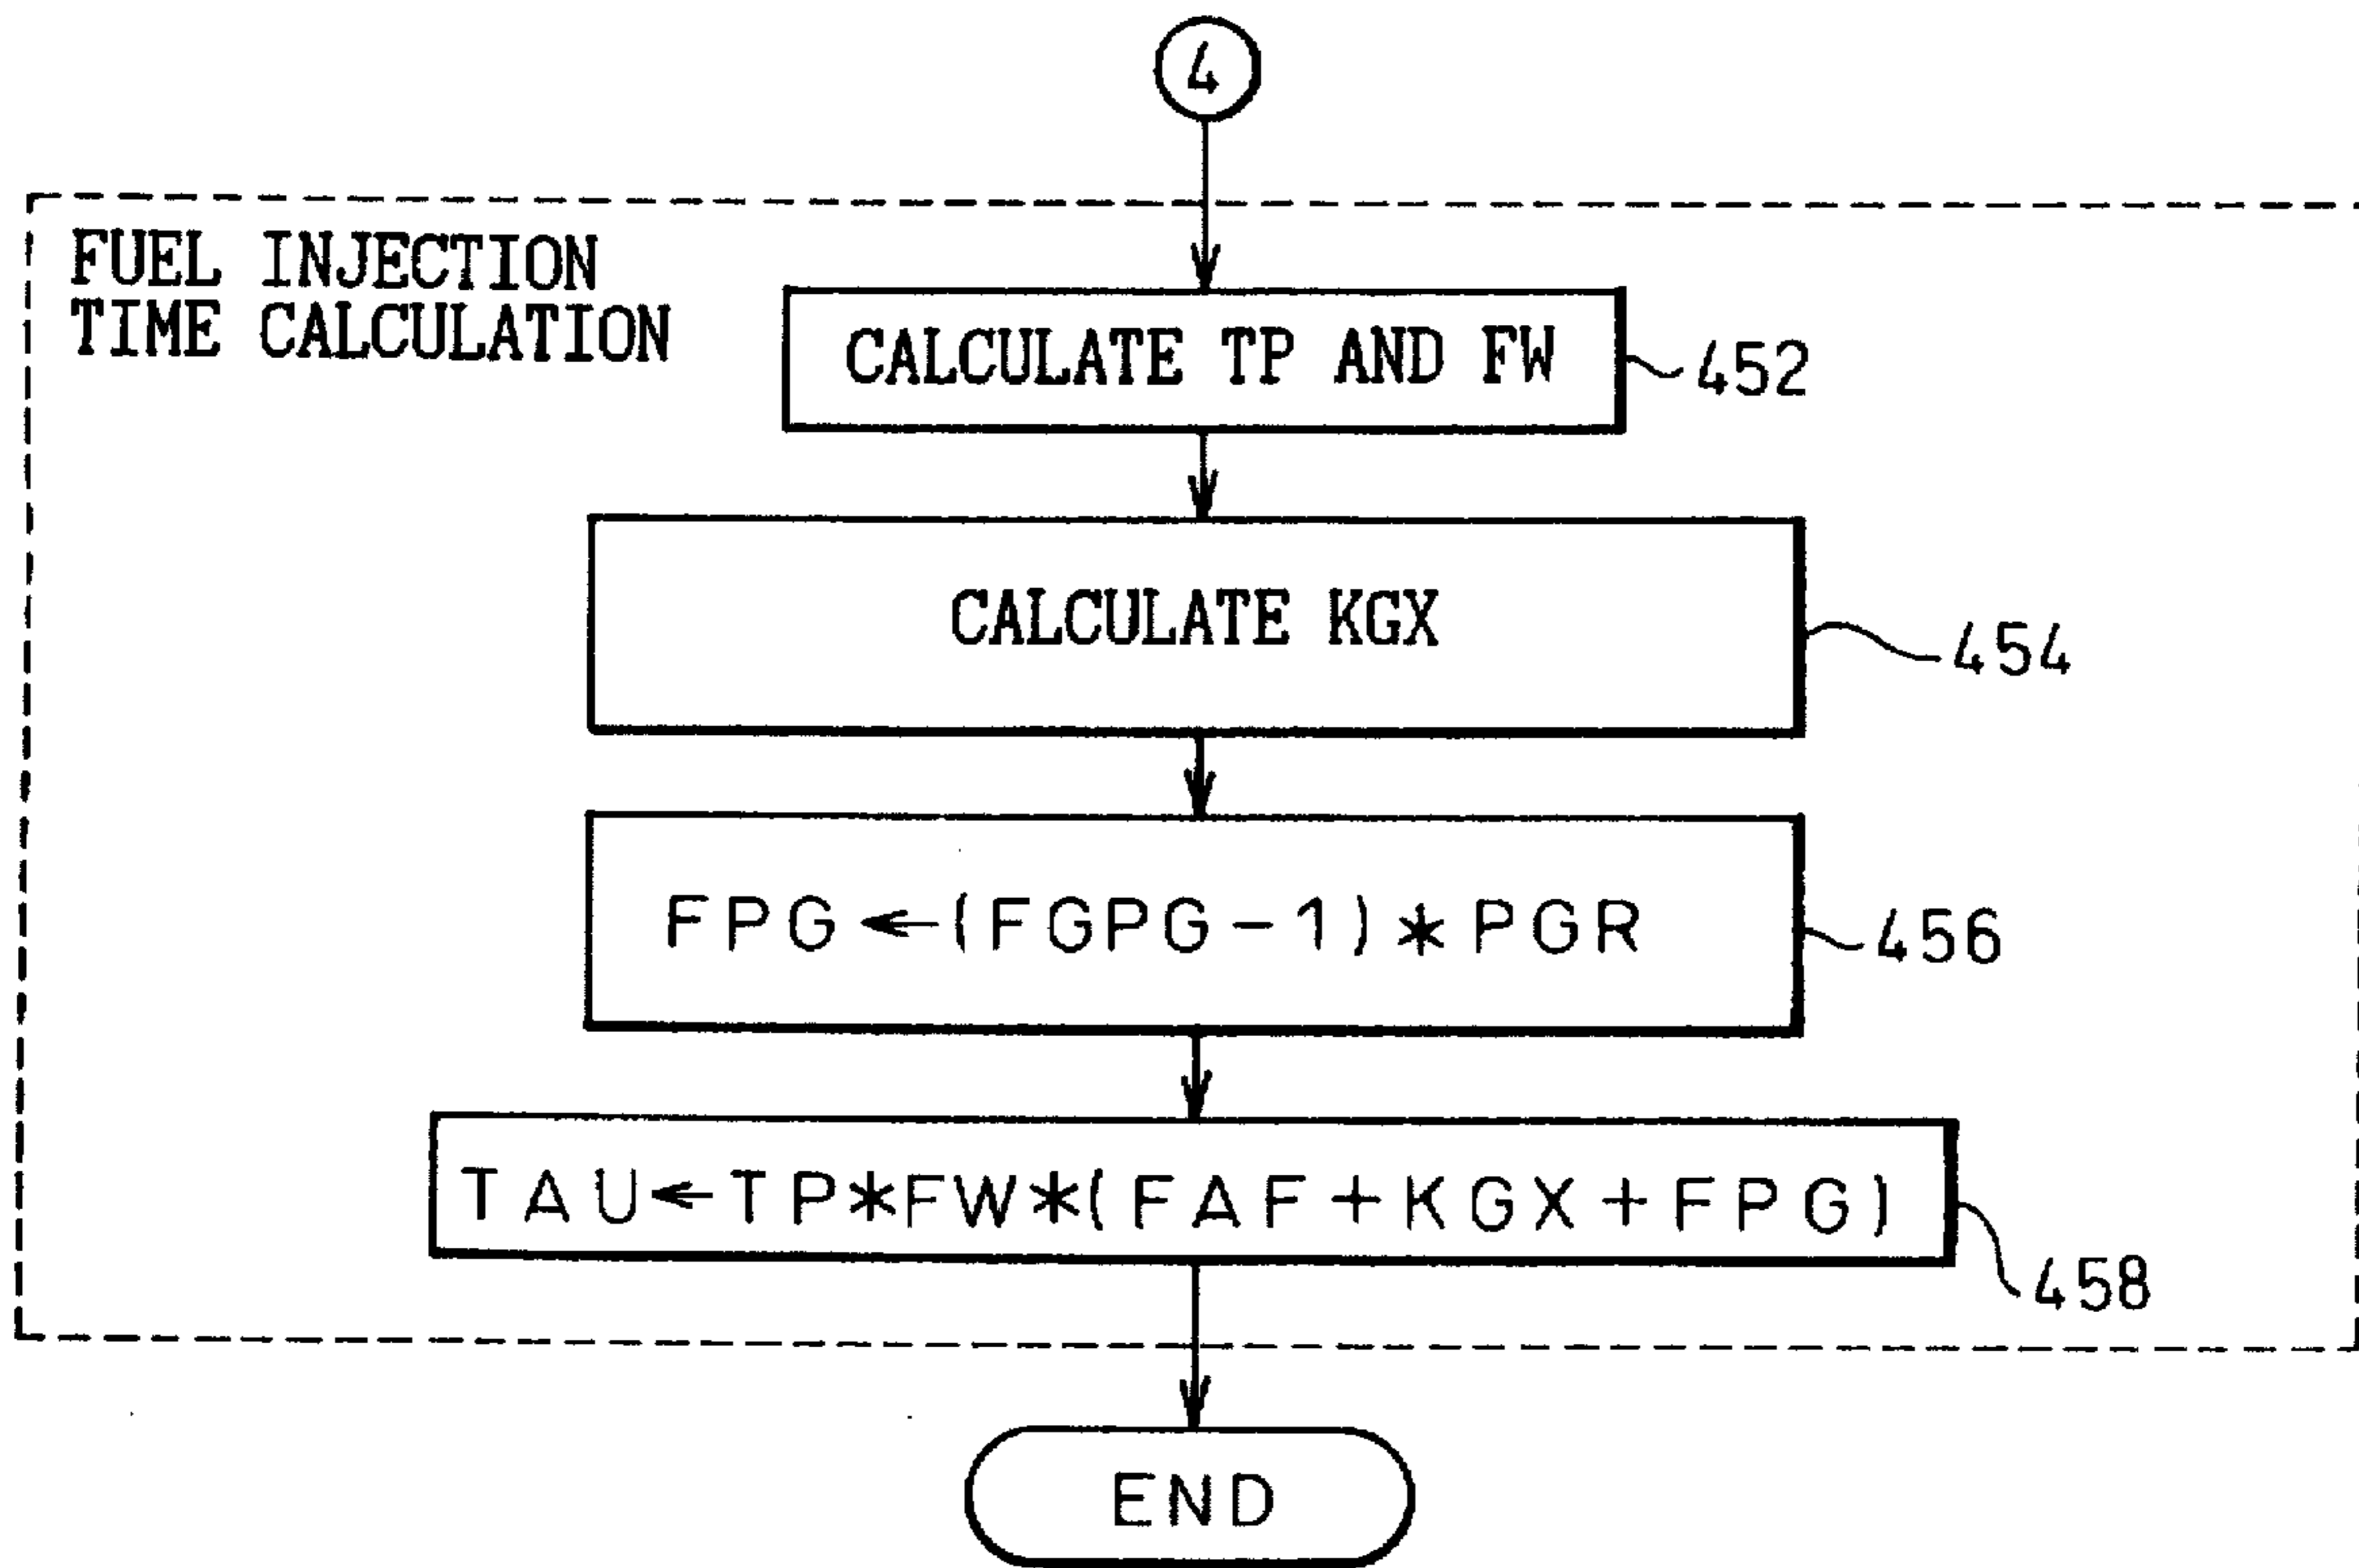 4
FUEL INJECTION
TIME CALCULATION
CALCULATE TP AND FW
452
CALCULATE KGX
454
FPG←(FGPG-1)*PGR
456
TAU←TP*FW*(FAF+KGX+FPG)
458
END